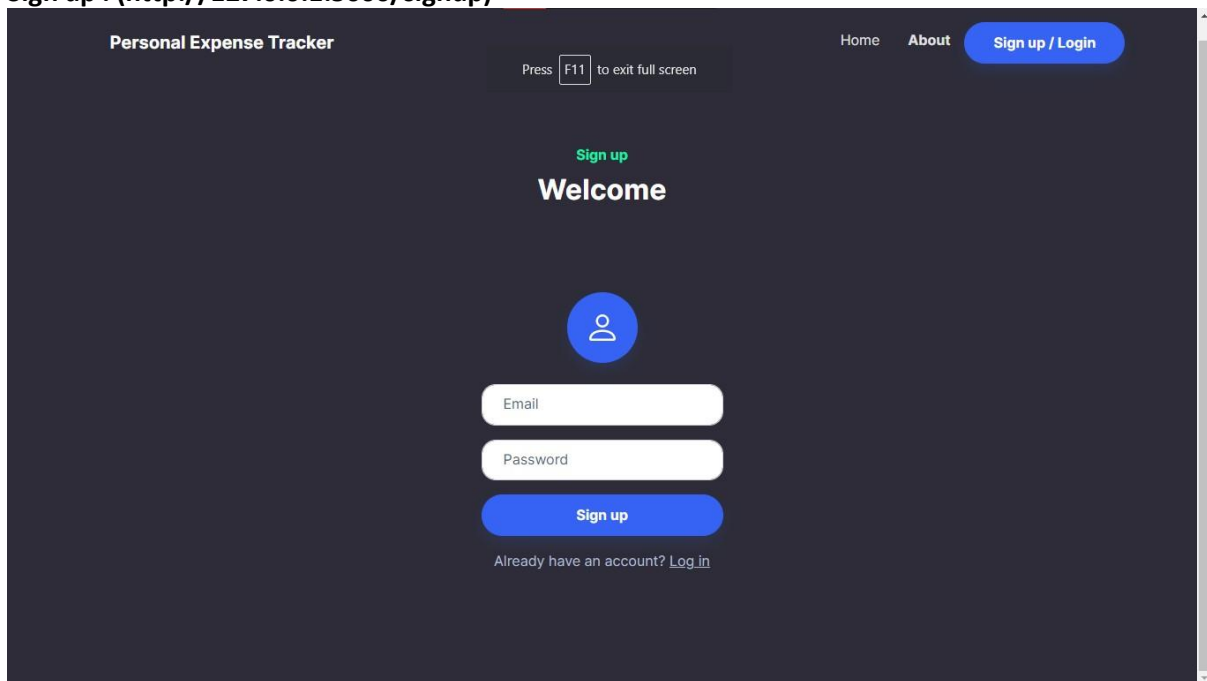 Personal Expense Tracker
Home About Sign up / Login
Press F11 to exit full screen
Sign up
Welcome
Email
Password
Sign up
Already have an account? Log in